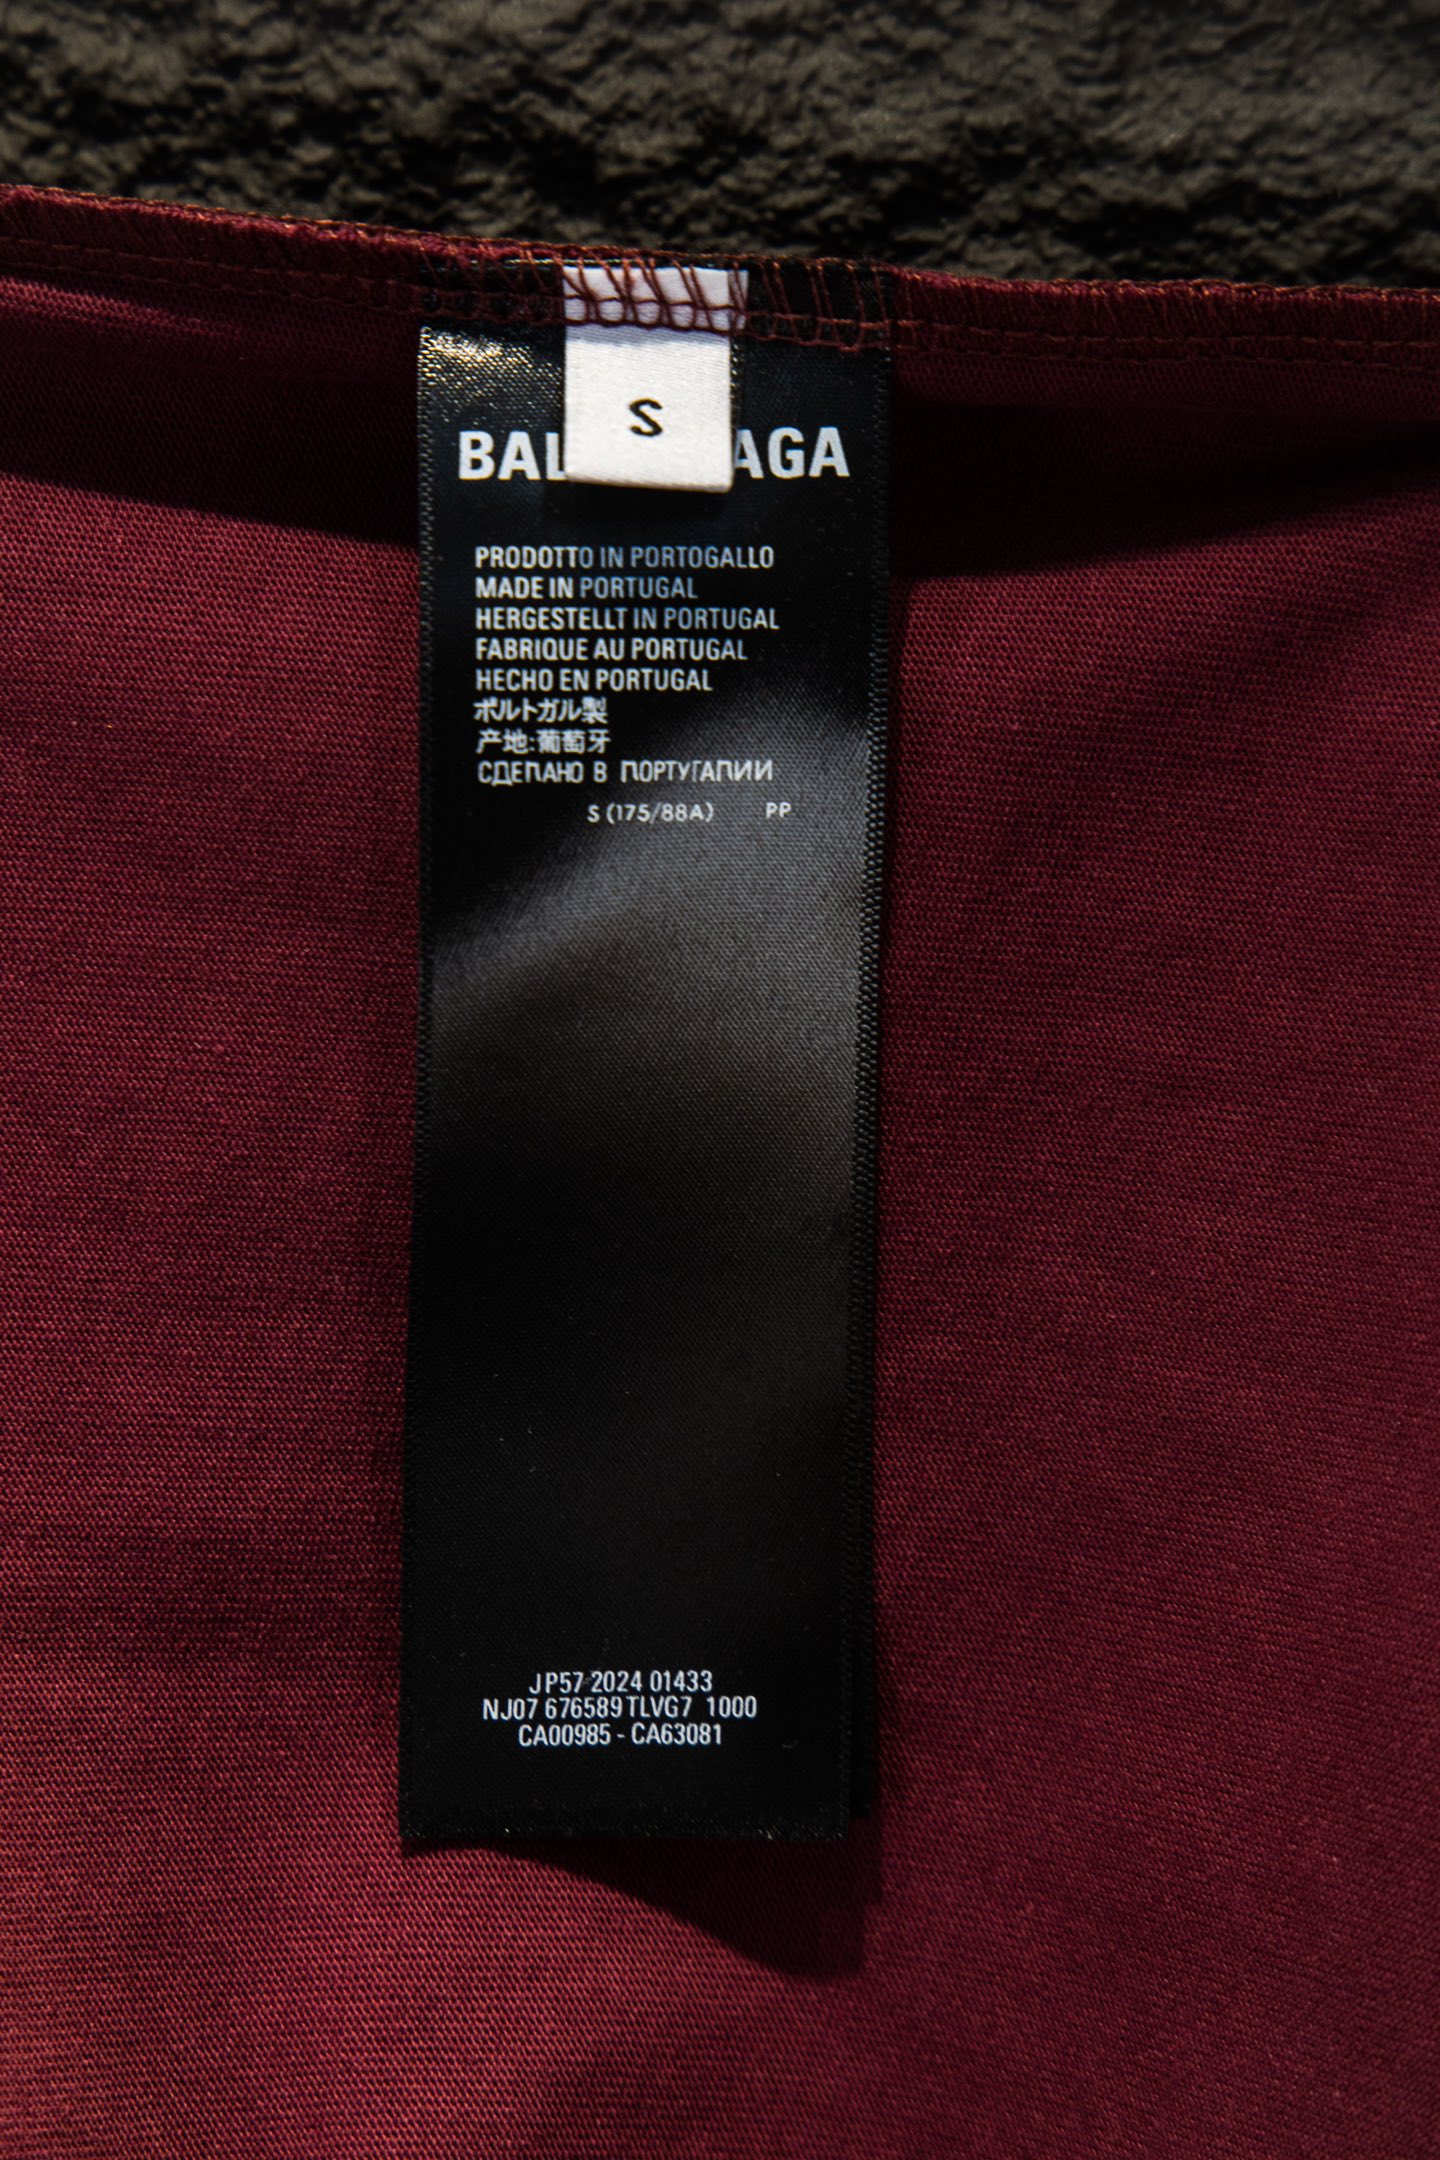 S
BAL AGA
PRODOTTO IN PORTOGALLO
MADE IN PORTUGAL
HERGESTELLT IN PORTUGAL
FABRIQUE AU PORTUGAL
HECHO EN PORTUGAL
ポルトガル製
产地:葡萄牙
СДЕПАНО В ПОРТУГАПИИ
S (175/88A) PP
JP57 2024 01433
NJ07 676589 TLVG7 1000
CA00985 - CA63081